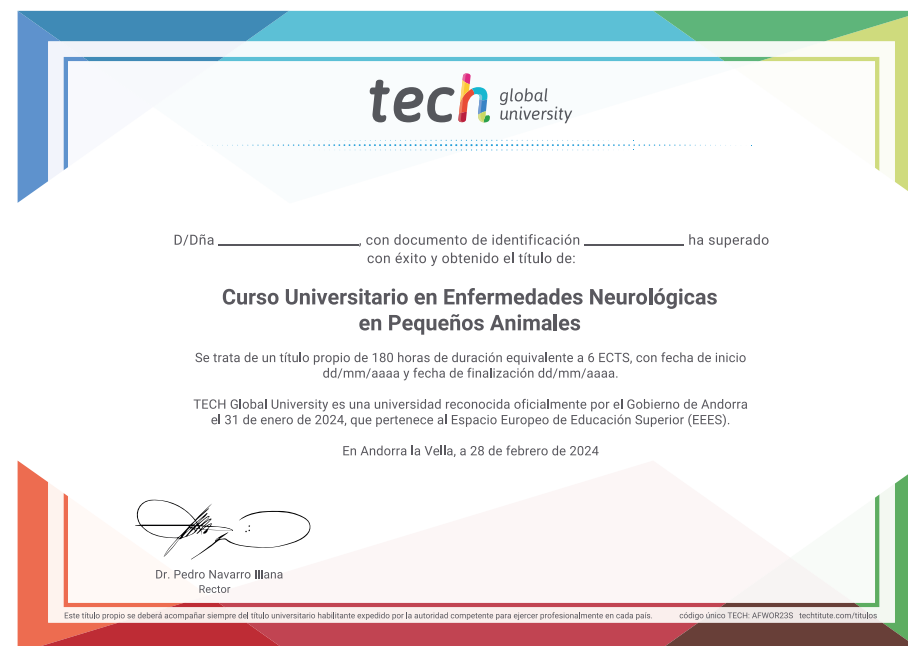 tech global university
D/Dña ____________________, con documento de identificación ______________ ha superado
con éxito y obtenido el título de:
Curso Universitario en Enfermedades Neurológicas
en Pequeños Animales
Se trata de un título propio de 180 horas de duración equivalente a 6 ECTS, con fecha de inicio
dd/mm/aaaa y fecha de finalización dd/mm/aaaa.
TECH Global University es una universidad reconocida oficialmente por el Gobierno de Andorra
el 31 de enero de 2024, que pertenece al Espacio Europeo de Educación Superior (EEES).
En Andorra la Vella, a 28 de febrero de 2024
Dr. Pedro Navarro Illana
Rector
Este título propio se deberá acompañar siempre del título universitario habilitante expedido por la autoridad competente para ejercer profesionalmente en cada país. código único TECH: AFWOR23S techtitute.com/titulos